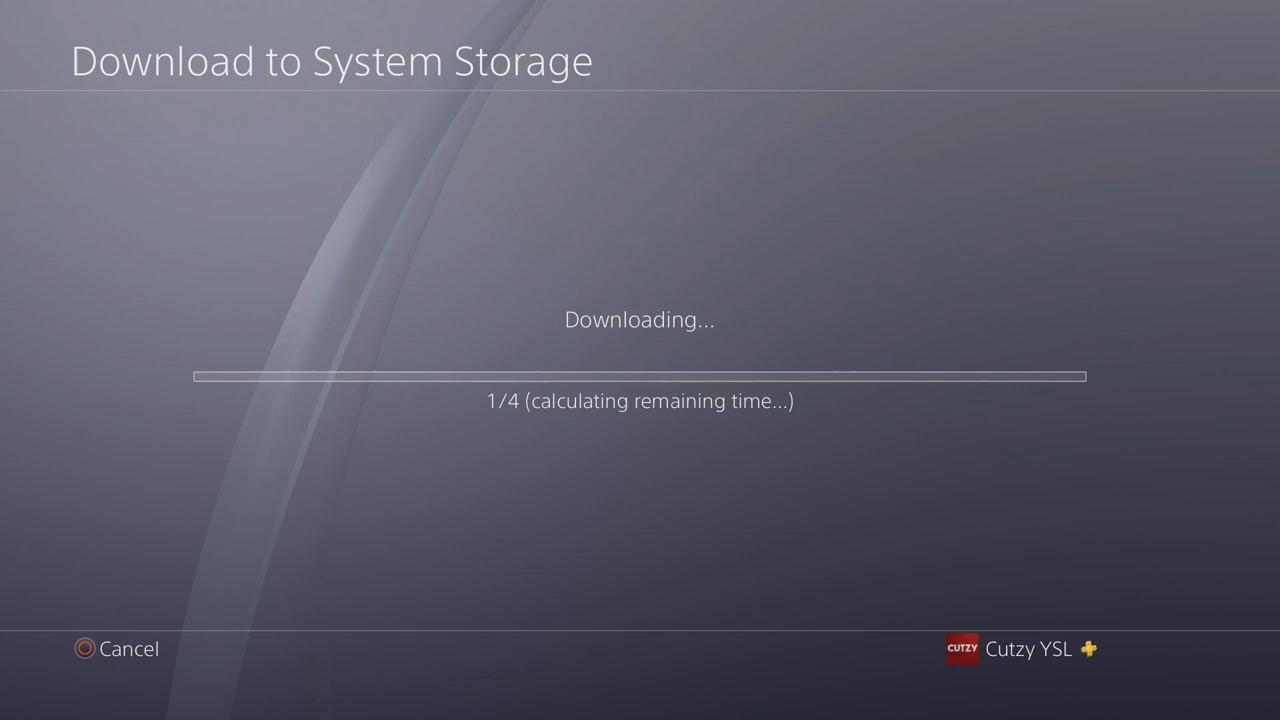 Download to System Storage
Downloading...
1/4 (calculating remaining time...)
Cancel
CUTZY Cutzy YSL